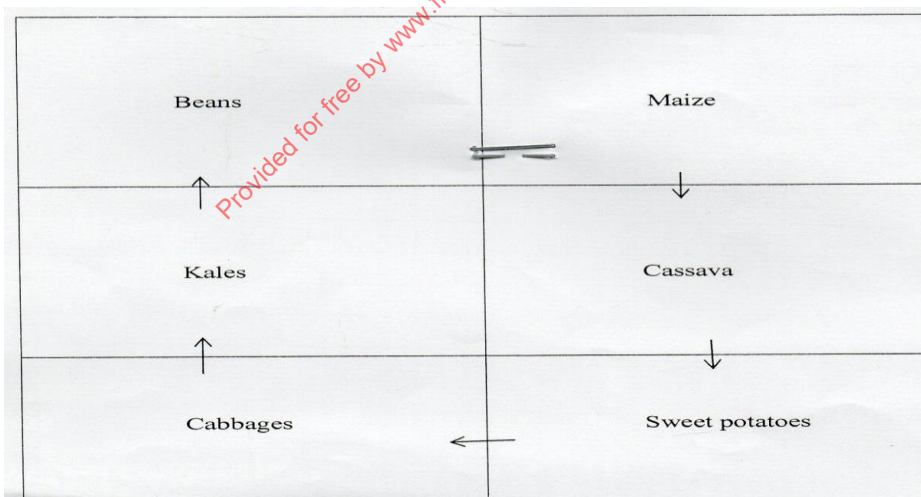 Beans
Maize
Provided for free by www.
Kales
Cassava
Cabbages
Sweet potatoes